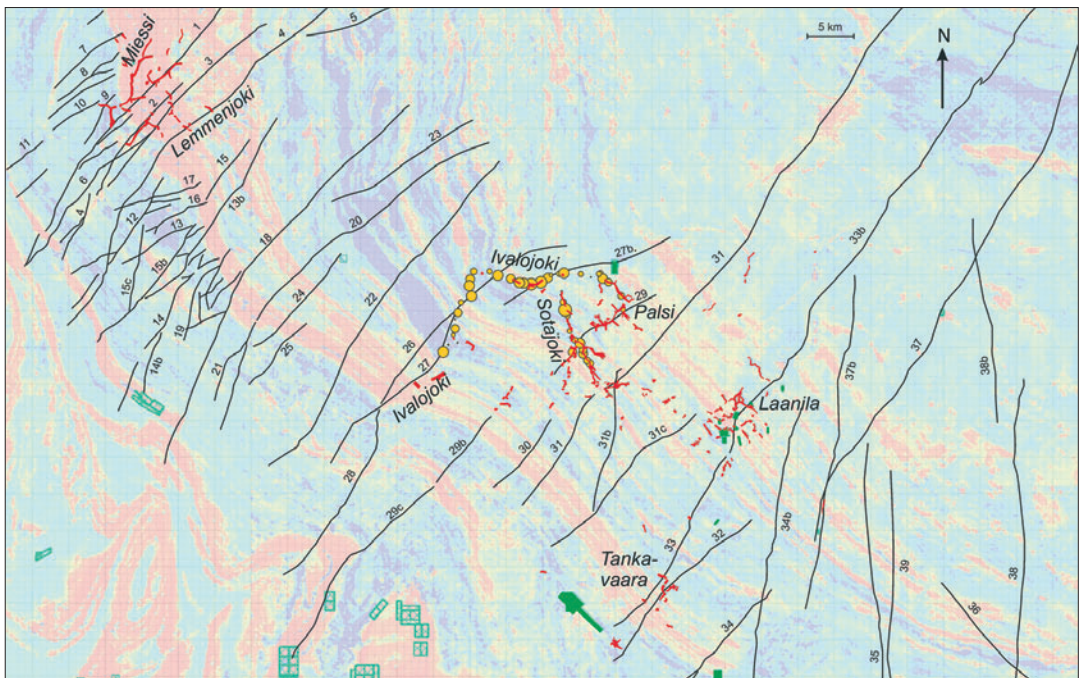 1
5
4
7
Miessi
3
8
9
2
10
Lemmenjoki
11
6
15
17
4
12
16
13b
13
18
15b
15c
14
19
14b
21
24
25
20
23
22
26
27
Ivalojoki
Ivalojoki
27b.
Sotajoki
29
Palsi
28
29b
29c
30
31
31b
31c
31
5 km
N
33b
37
37b
38b
Laanila
33
32
Tanka-
vaara
34b
34
35
39
38
36